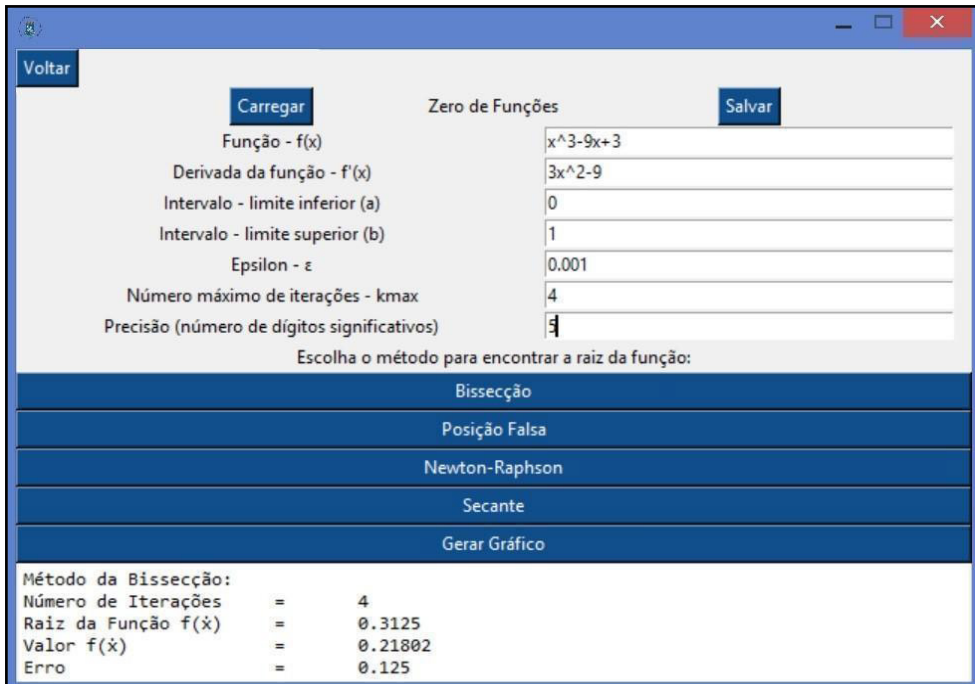 Voltar
Carregar Zero de Funções Salvar
Função - f(x) x^3-9x+3
Derivada da função - f'(x) 3x^2-9
Intervalo - limite inferior (a) 0
Intervalo - limite superior (b) 1
Epsilon - ε 0.001
Número máximo de iterações - kmax 4
Precisão (número de dígitos significativos) 5
Escolha o método para encontrar a raiz da função:
Bissecção
Posição Falsa
Newton-Raphson
Secante
Gerar Gráfico
Método da Bissecção:
Número de Iterações = 4
Raiz da Função f(ẋ) = 0.3125
Valor f(ẋ) = 0.21802
Erro = 0.125